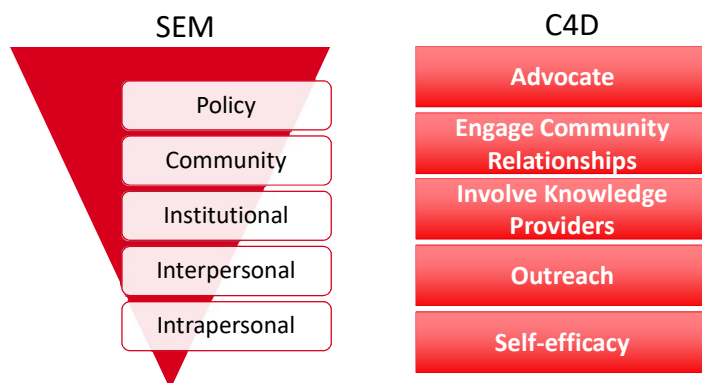 SEM
Policy
Community
Institutional
Interpersonal
Intrapersonal
C4D
Advocate
Engage Community
Relationships
Involve Knowledge
Providers
Outreach
Self-efficacy